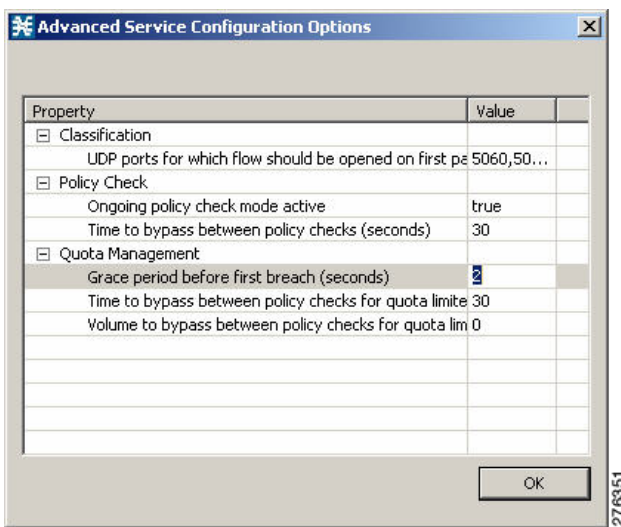 Advanced Service Configuration Options
Property Value
Classification
UDP ports for which flow should be opened on first pa 5060,50...
Policy Check
Ongoing policy check mode active true
Time to bypass between policy checks (seconds) 30
Quota Management
Grace period before first breach (seconds) 2
Time to bypass between policy checks for quota limite 30
Volume to bypass between policy checks for quota lim 0
OK
276351